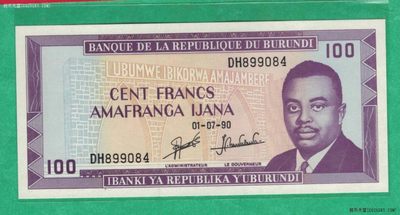 BANQUE DE LA REPUBLIQUE DU BURUNDI
100
DH899084
UBUMWE IBIKORWA AMAJAMBERE
CENT FRANCS
AMAFRANGA IJANA
01-07-90
DH899084
L'ADMINISTRATEUR
LE GOUVERNEUR
100
IBANKI YA REPUBLIKA Y'UBURUNDI